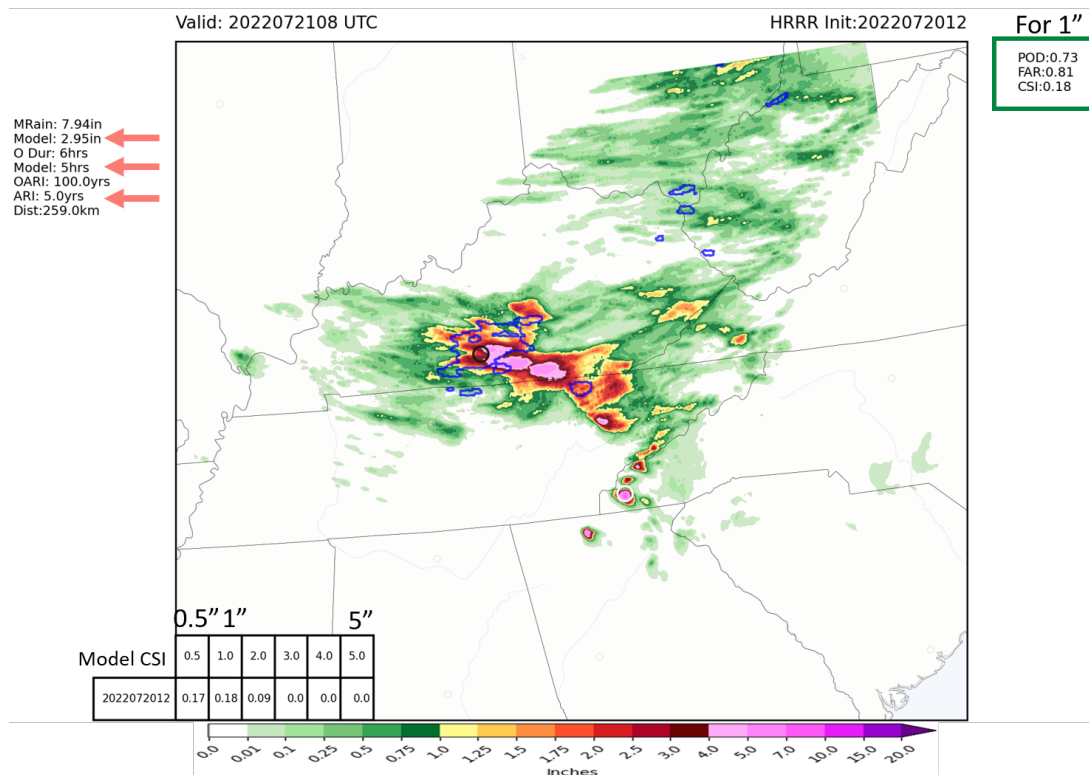 Valid: 2022072108 UTC
HRRR Init:2022072012
For 1”
POD:0.73
FAR:0.81
CSI:0.18
MRain: 7.94in
Model: 2.95in
O Dur: 6hrs
Model: 5hrs
OARI: 100.0yrs
ARI: 5.0yrs
Dist:259.0km
0.5” 1” 5”
Model CSI 0.5 1.0 2.0 3.0 4.0 5.0
2022072012 0.17 0.18 0.09 0.0 0.0 0.0
0.0 0.01 0.1 0.25 0.5 0.75 1.0 1.25 1.5 1.75 2.0 2.5 3.0 4.0 5.0 7.0 10.0 15.0 20.0
Inches